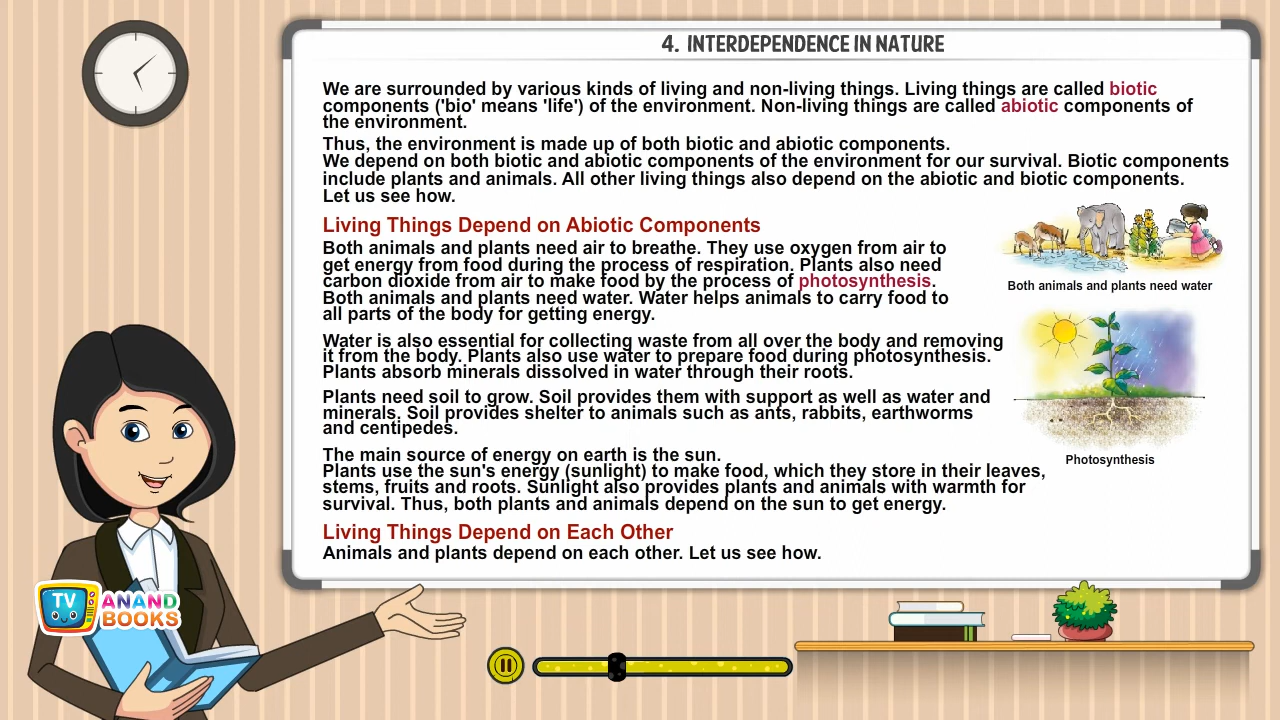 4. INTERDEPENDENCE IN NATURE
We are surrounded by various kinds of living and non-living things. Living things are called biotic
components ('bio' means 'life') of the environment. Non-living things are called abiotic components of
the environment.
Thus, the environment is made up of both biotic and abiotic components.
We depend on both biotic and abiotic components of the environment for our survival. Biotic components
include plants and animals. All other living things also depend on the abiotic and biotic components.
Let us see how.
Living Things Depend on Abiotic Components
Both animals and plants need air to breathe. They use oxygen from air to
get energy from food during the process of respiration. Plants also need
carbon dioxide from air to make food by the process of photosynthesis.
Both animals and plants need water. Water helps animals to carry food to
all parts of the body for getting energy.
Both animals and plants need water
Water is also essential for collecting waste from all over the body and removing
it from the body. Plants also use water to prepare food during photosynthesis.
Plants absorb minerals dissolved in water through their roots.
Plants need soil to grow. Soil provides them with support as well as water and
minerals. Soil provides shelter to animals such as ants, rabbits, earthworms
and centipedes.
Photosynthesis
The main source of energy on earth is the sun.
Plants use the sun's energy (sunlight) to make food, which they store in their leaves,
stems, fruits and roots. Sunlight also provides plants and animals with warmth for
survival. Thus, both plants and animals depend on the sun to get energy.
Living Things Depend on Each Other
Animals and plants depend on each other. Let us see how.
TV
ANAND
BOOKS